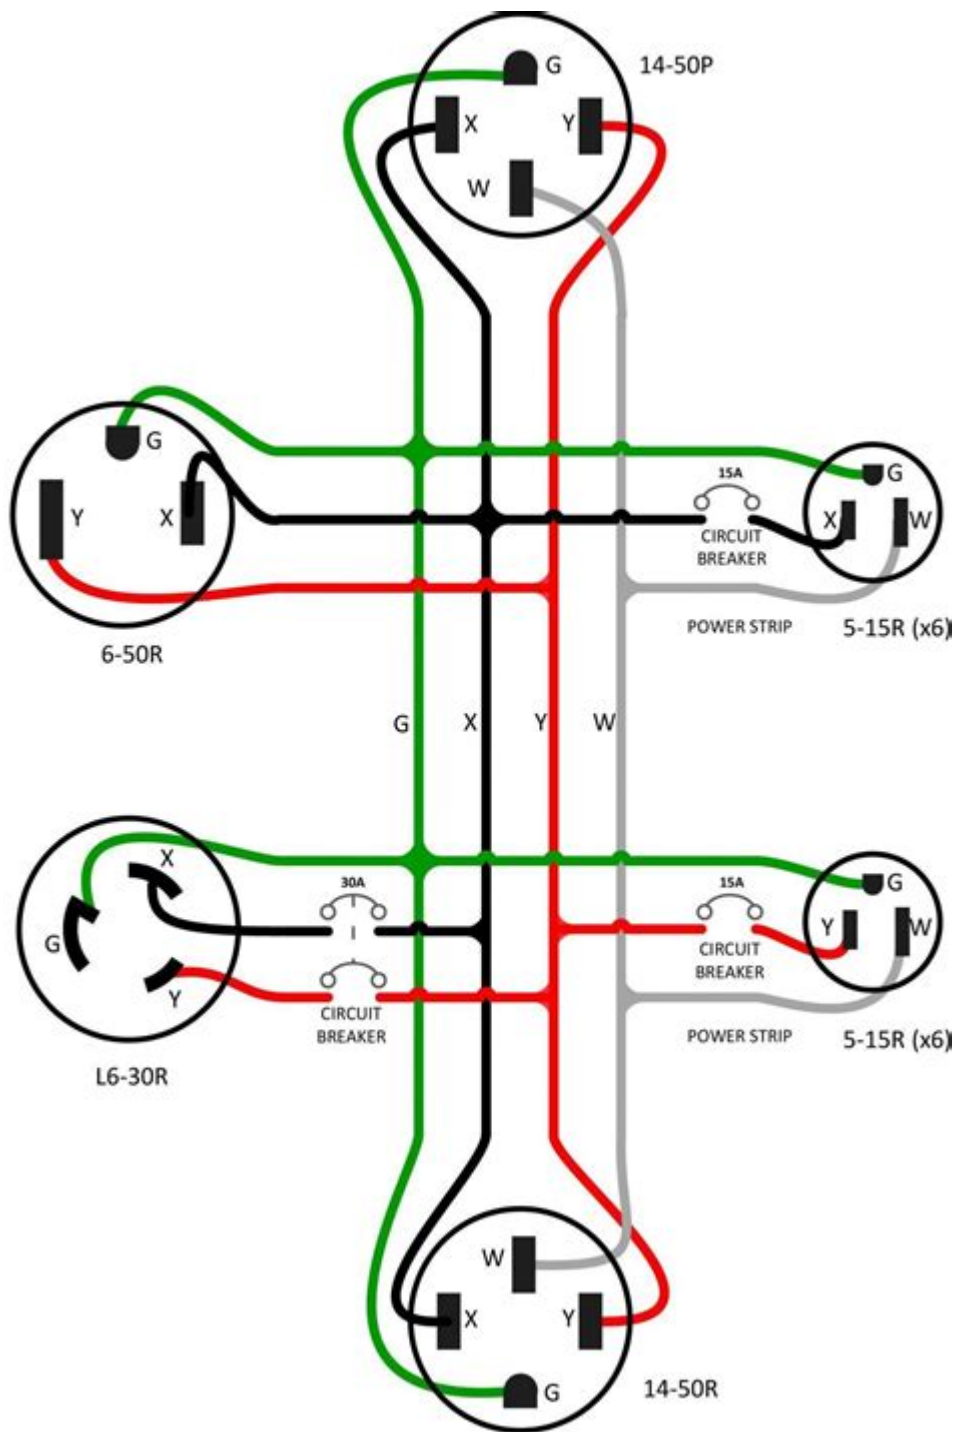 G
14-50P
X
Y
W
G
Y
X
6-50R
15A
CIRCUIT
BREAKER
G
X
W
POWER STRIP
5-15R (x6)
G
X
Y
W
X
G
Y
L6-30R
30A
CIRCUIT
BREAKER
15A
CIRCUIT
BREAKER
G
Y
W
POWER STRIP
5-15R (x6)
W
X
Y
G
14-50R